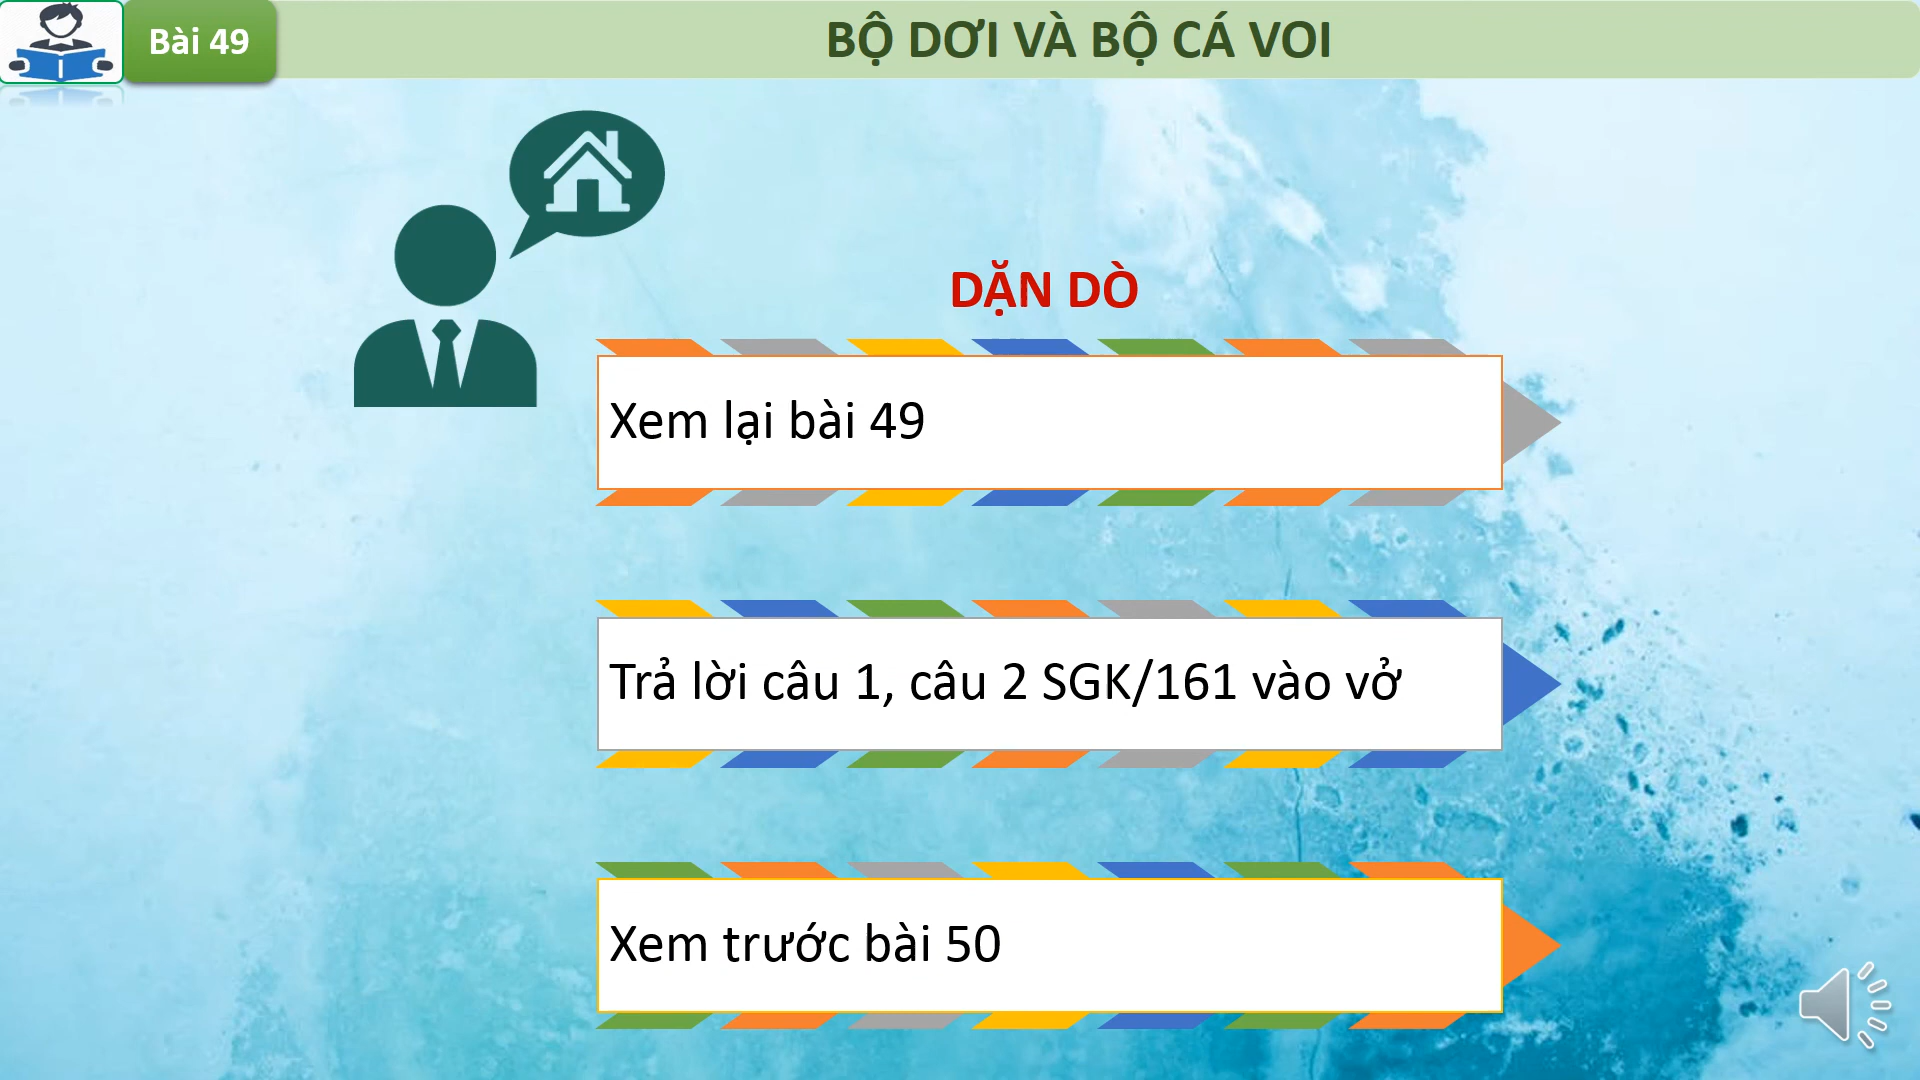 Bài 49
BỘ DƠI VÀ BỘ CÁ VOI
DẶN DÒ
Xem lại bài 49
Trả lời câu 1, câu 2 SGK/161 vào vở
Xem trước bài 50